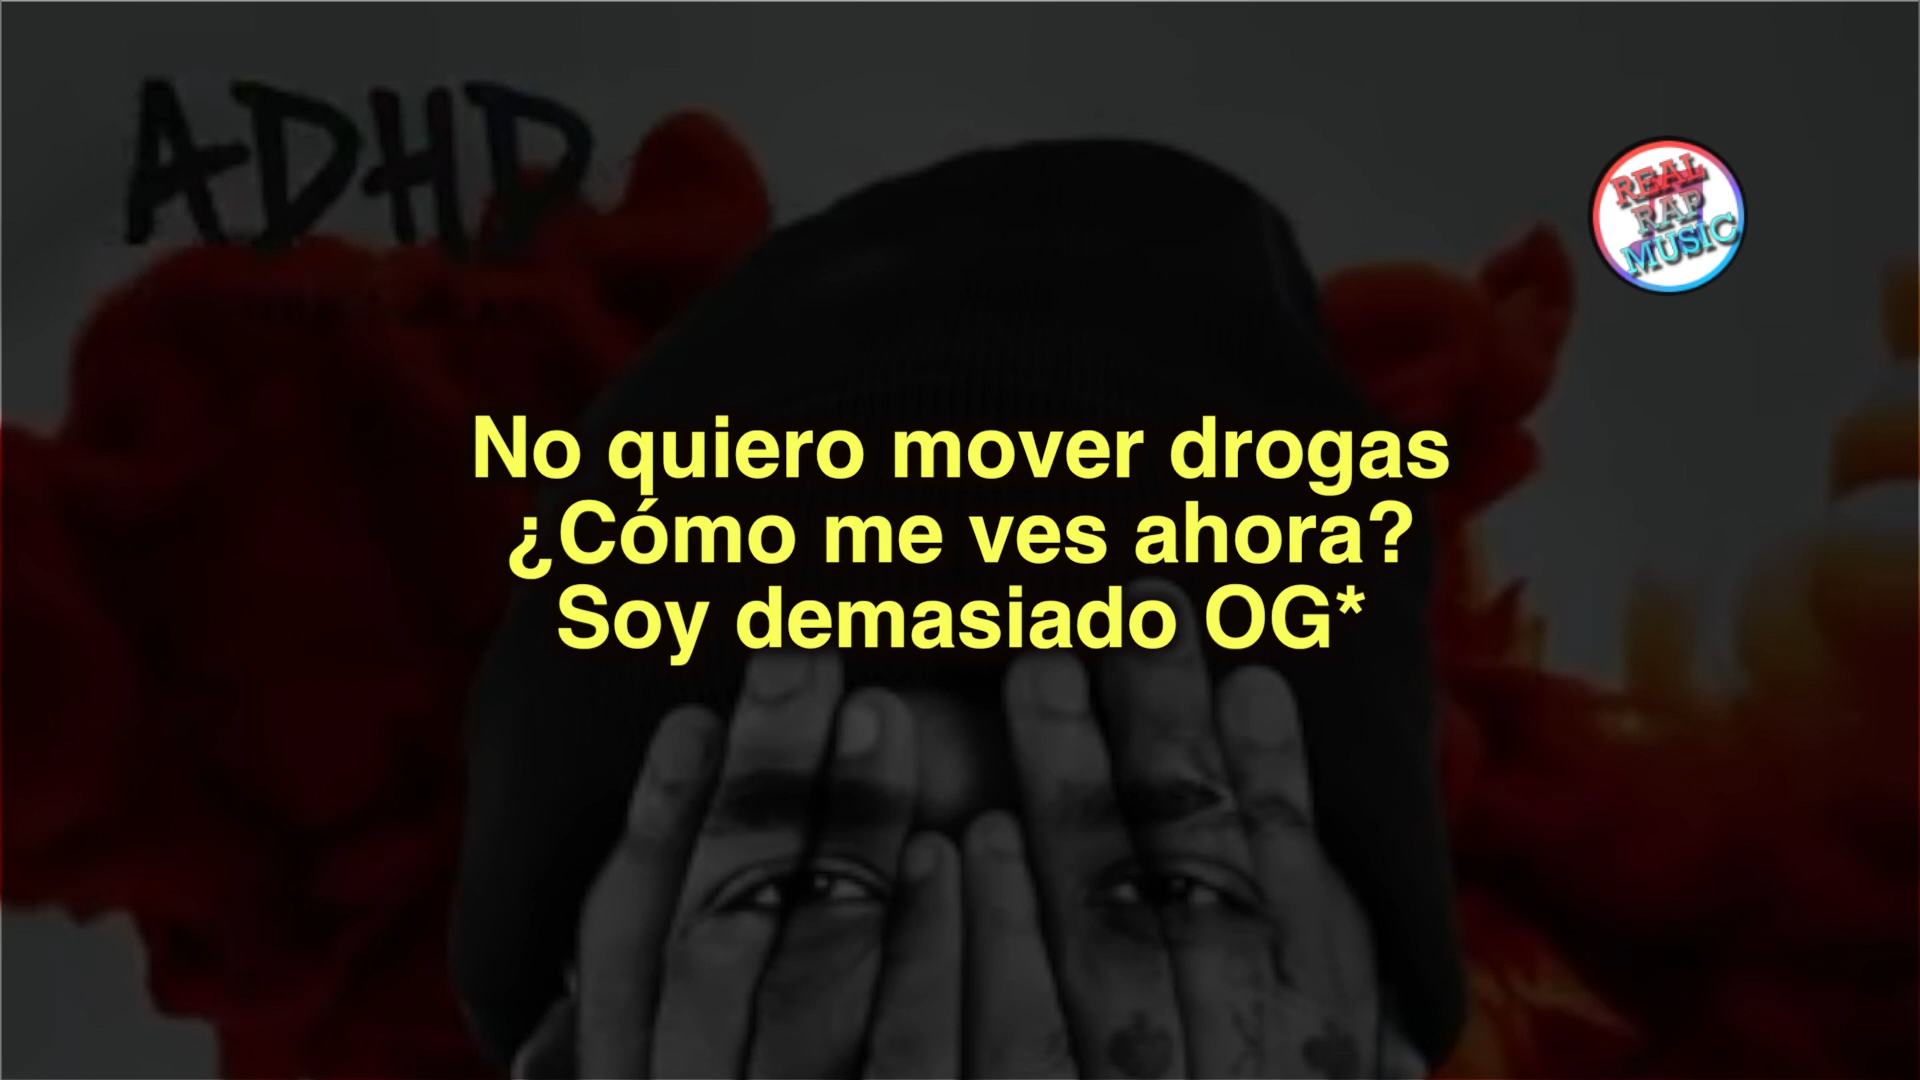 ADHD
REAL
RAP
MUSIC
No quiero mover drogas
¿Cómo me ves ahora?
Soy demasiado OG*